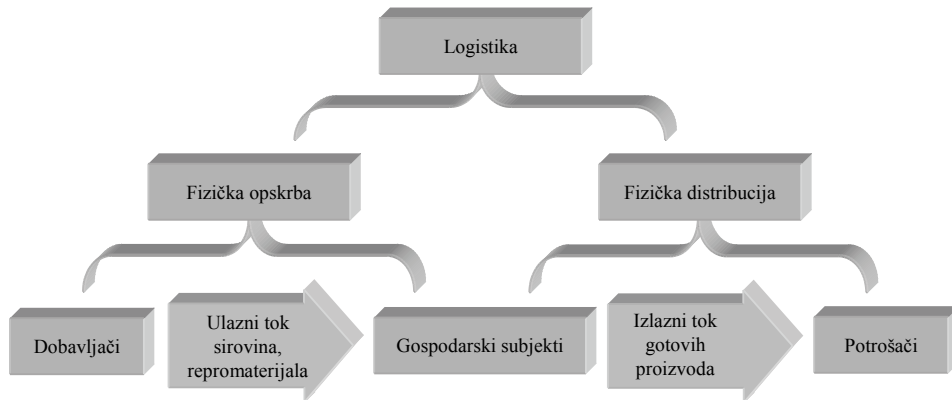 Logistika
Fizička opskrba
Fizička distribucija
Dobavljači
Ulazni tok
sirovina,
repromaterijala
Gospodarski subjekti
Izlazni tok
gotovih
proizvoda
Potrošači